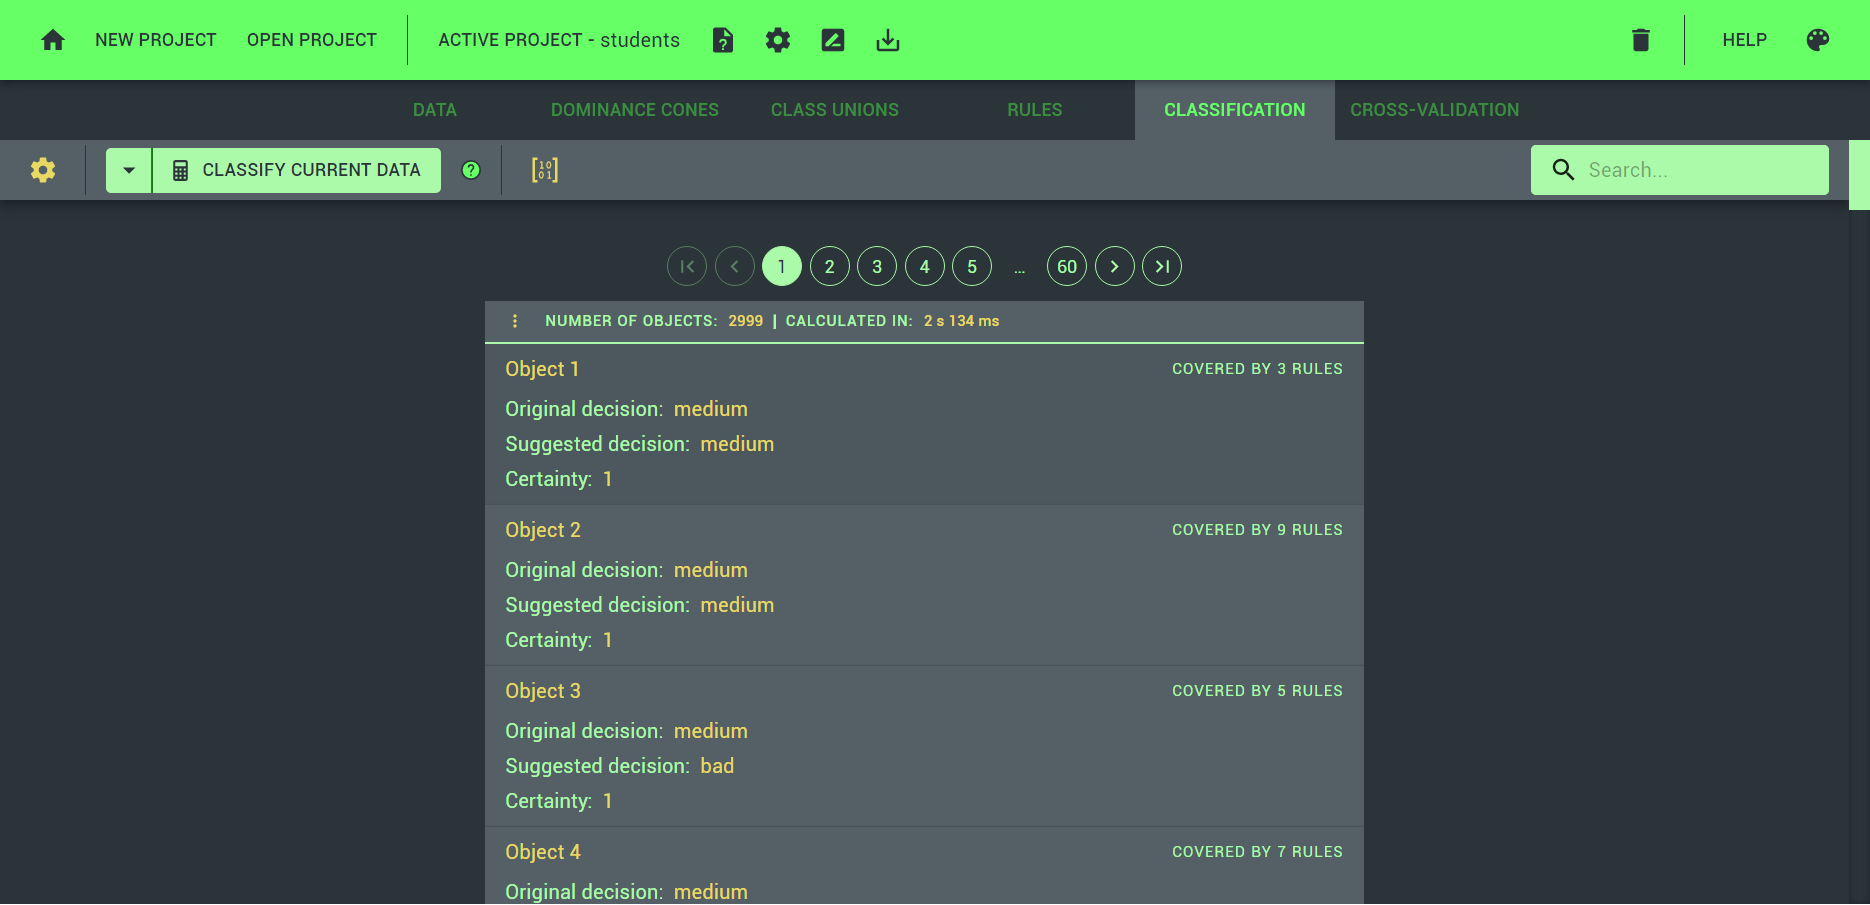 NEW PROJECT OPEN PROJECT ACTIVE PROJECT - students HELP
DATA DOMINANCE CONES CLASS UNIONS RULES CLASSIFICATION CROSS-VALIDATION
CLASSIFY CURRENT DATA ? [10 01] Search...
1 2 3 4 5 ... 60
NUMBER OF OBJECTS: 2999 | CALCULATED IN: 2 s 134 ms
Object 1 COVERED BY 3 RULES
Original decision: medium
Suggested decision: medium
Certainty: 1
Object 2 COVERED BY 9 RULES
Original decision: medium
Suggested decision: medium
Certainty: 1
Object 3 COVERED BY 5 RULES
Original decision: medium
Suggested decision: bad
Certainty: 1
Object 4 COVERED BY 7 RULES
Original decision: medium